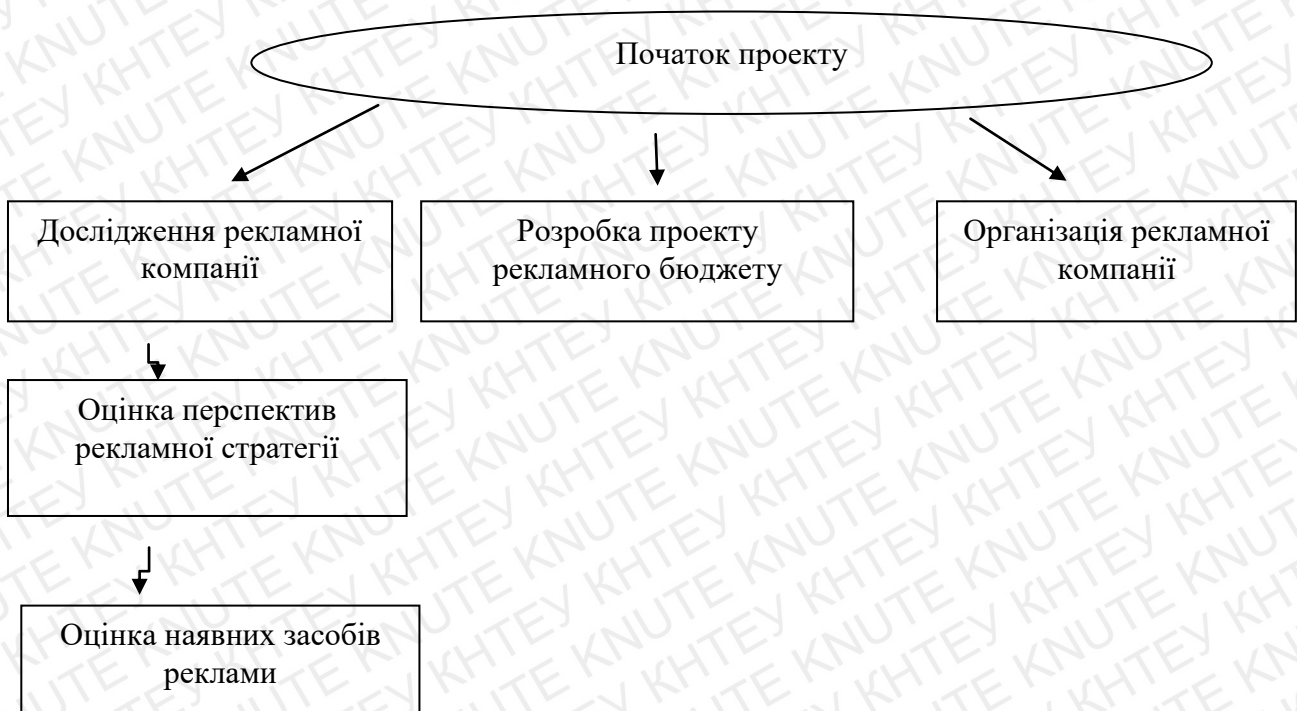 Початок проекту
Дослідження рекламної
компанії
Розробка проекту
рекламного бюджету
Організація рекламної
компанії
Оцінка перспектив
рекламної стратегії
Оцінка наявних засобів
реклами